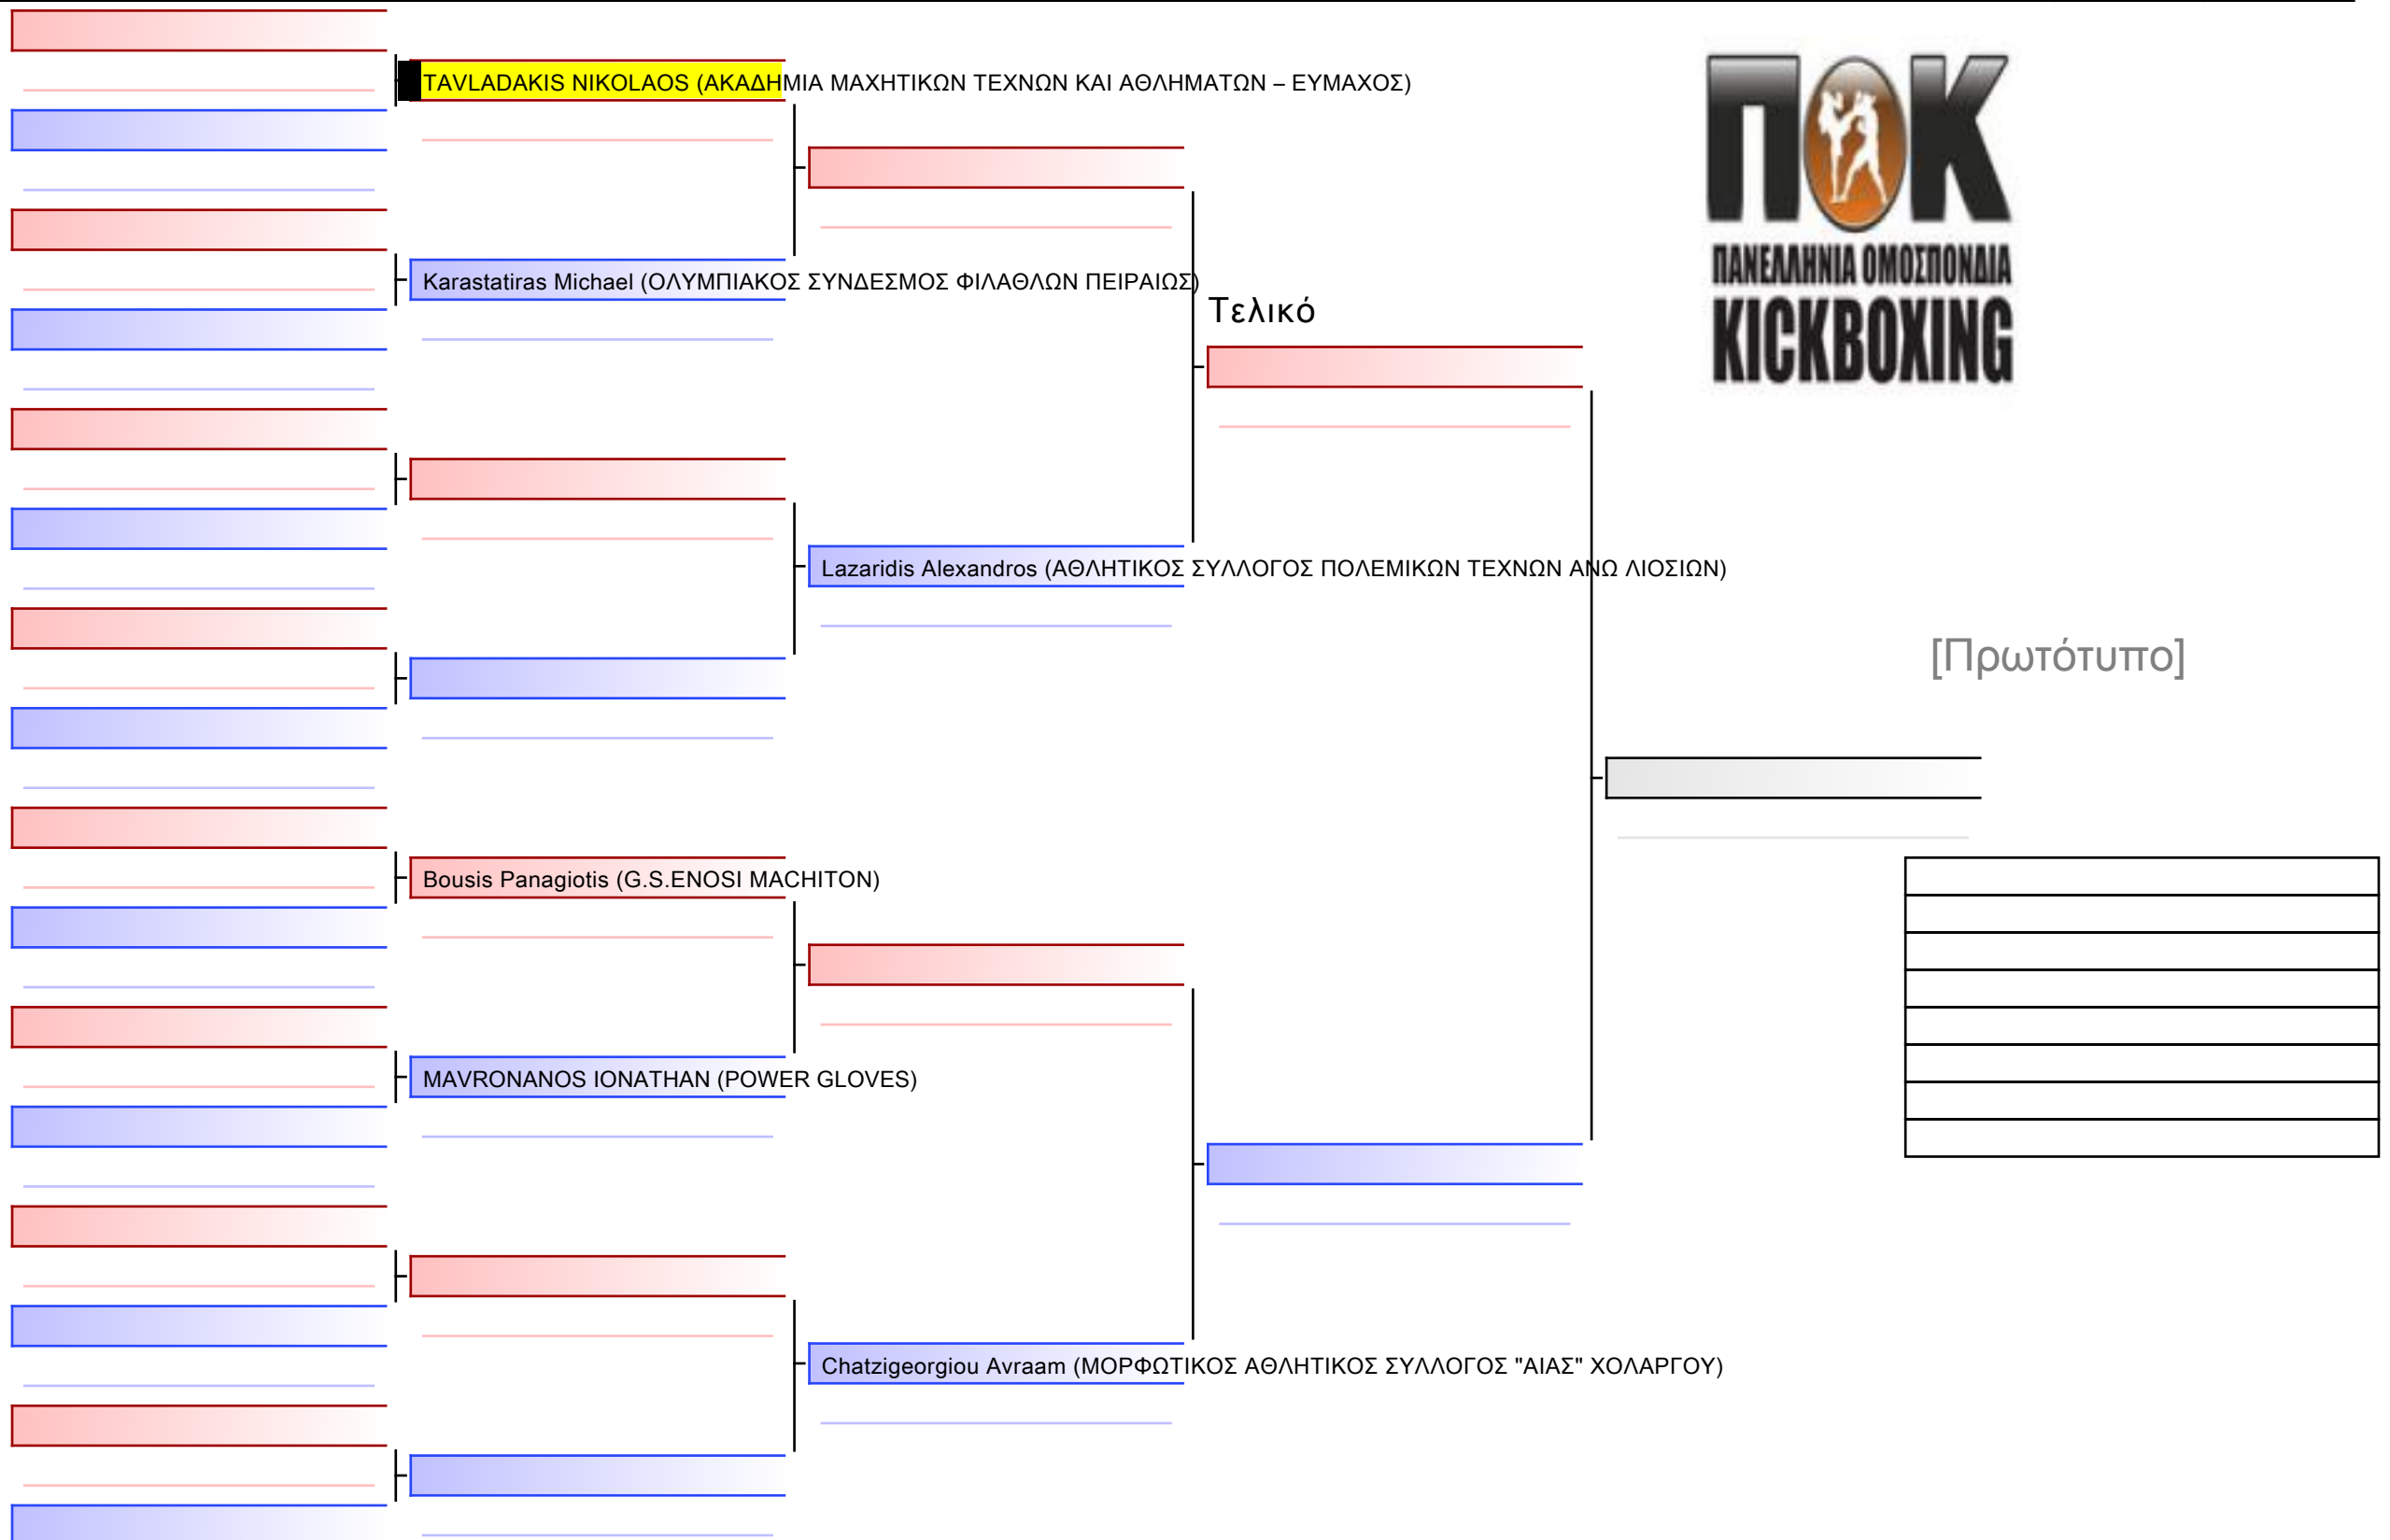 TAVLADAKIS NIKOLAOS (ΑΚΑΔΗΜΙΑ ΜΑΧΗΤΙΚΩΝ ΤΕΧΝΩΝ ΚΑΙ ΑΘΛΗΜΑΤΩΝ – ΕΥΜΑΧΟΣ)
ΠΟΚ
ΠΑΝΕΛΛΗΝΙΑ ΟΜΟΣΠΟΝΔΙΑ
KICKBOXING
Karastatiras Michael (ΟΛΥΜΠΙΑΚΟΣ ΣΥΝΔΕΣΜΟΣ ΦΙΛΑΘΛΩΝ ΠΕΙΡΑΙΩΣ)
Τελικό
Lazaridis Alexandros (ΑΘΛΗΤΙΚΟΣ ΣΥΛΛΟΓΟΣ ΠΟΛΕΜΙΚΩΝ ΤΕΧΝΩΝ ΑΝΩ ΛΙΟΣΙΩΝ)
[Πρωτότυπο]
Bousis Panagiotis (G.S.ENOSI MACHITON)
MAVRONANOS IONATHAN (POWER GLOVES)
Chatzigeorgiou Avraam (ΜΟΡΦΩΤΙΚΟΣ ΑΘΛΗΤΙΚΟΣ ΣΥΛΛΟΓΟΣ "ΑΙΑΣ" ΧΟΛΑΡΓΟΥ)